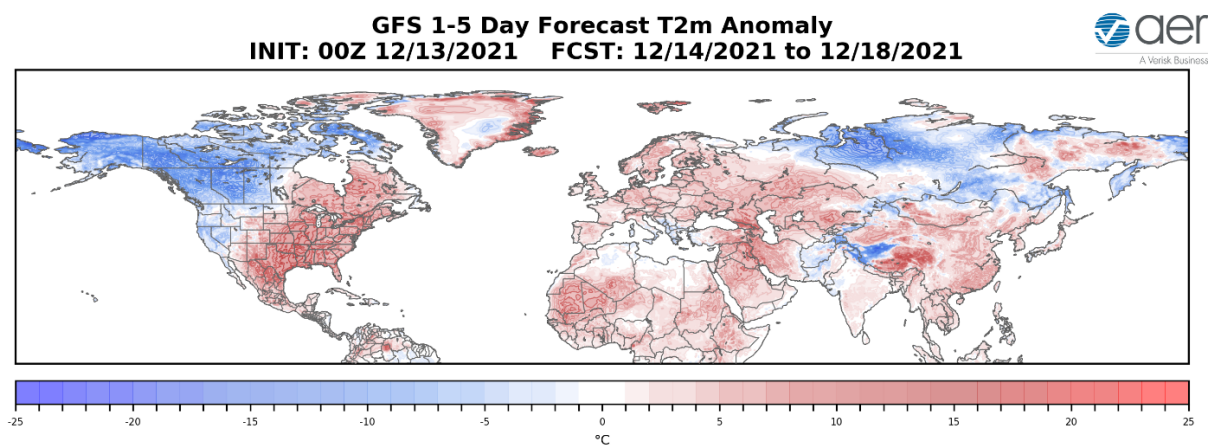 GFS 1-5 Day Forecast T2m Anomaly
INIT: 00Z 12/13/2021 FCST: 12/14/2021 to 12/18/2021
aer
A Verisk Business
-25 -20 -15 -10 -5 0 5 10 15 20 25
°C